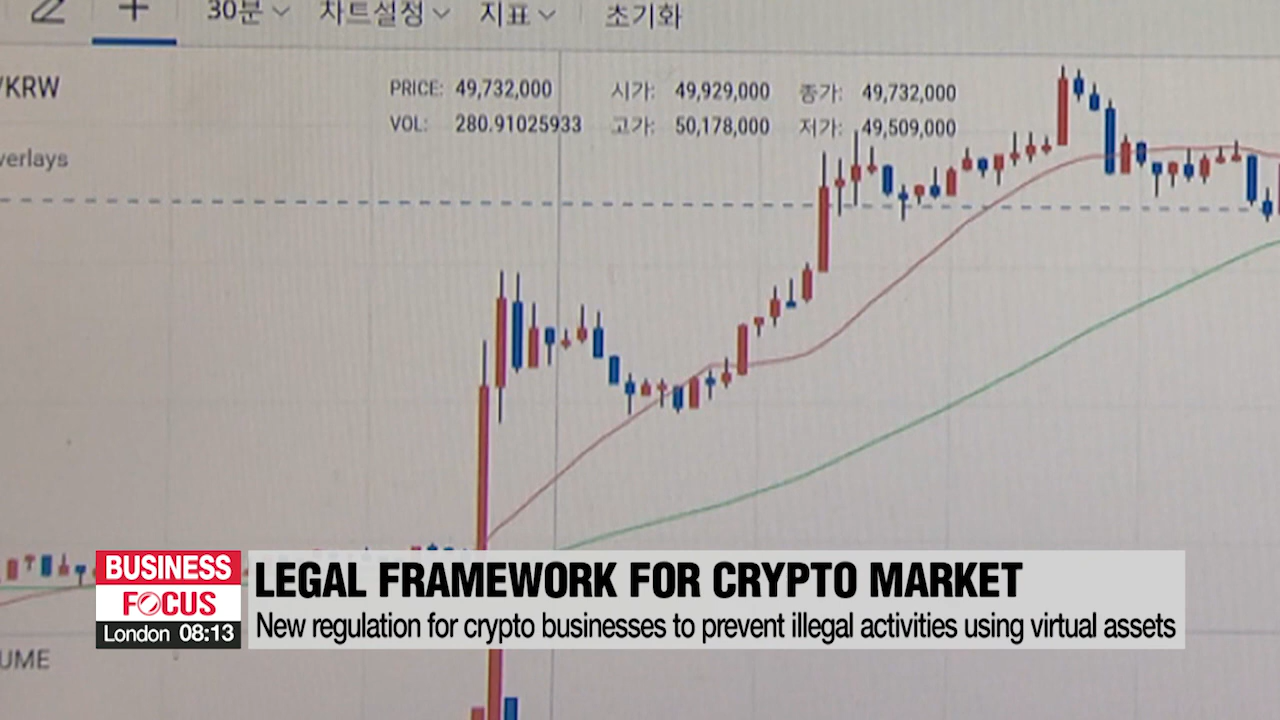 30분 차트설정 지표 초기화
/KRW
PRICE: 49,732,000 시가: 49,929,000 종가: 49,732,000
VOL: 280.91025933 고가: 50,178,000 저가: 49,509,000
verlays
BUSINESS
FOCUS
London 08:13
LEGAL FRAMEWORK FOR CRYPTO MARKET
New regulation for crypto businesses to prevent illegal activities using virtual assets
UME